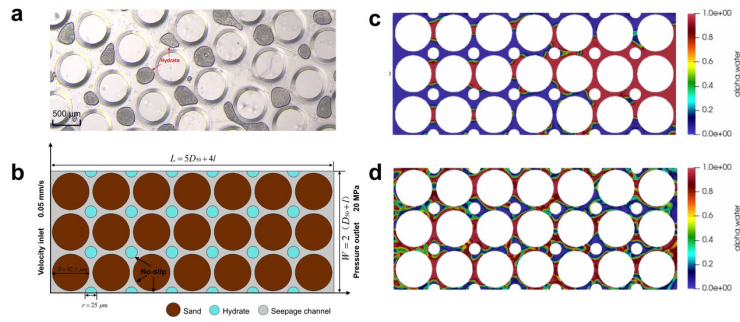 a
Hydrate
500 μm
b
L = 5D50 + 4l
Velocity inlet 0.05 mm/s
No-slip
r = 25 μm
W = 2 (D50 + l)
Pressure outlet 20 MPa
Sand
Hydrate
Seepage channel
c
1.0e+00
0.8
0.6
0.4
0.2
0.0e+00
alpha.water
d
1.0e+00
0.8
0.6
0.4
0.2
0.0e+00
alpha.water